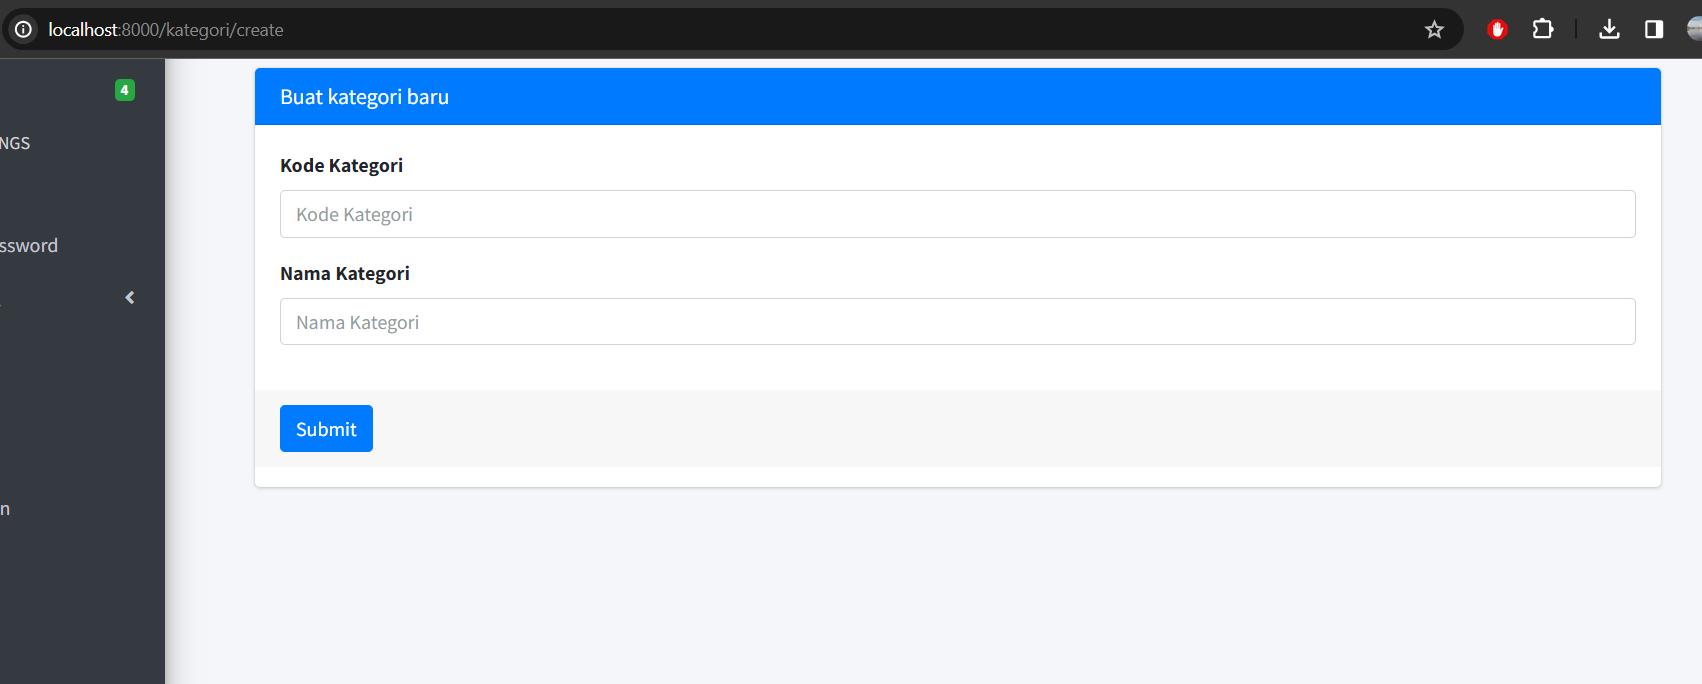 localhost:8000/kategori/create
4
NGS
ssword
n
Buat kategori baru
Kode Kategori
Kode Kategori
Nama Kategori
Nama Kategori
Submit